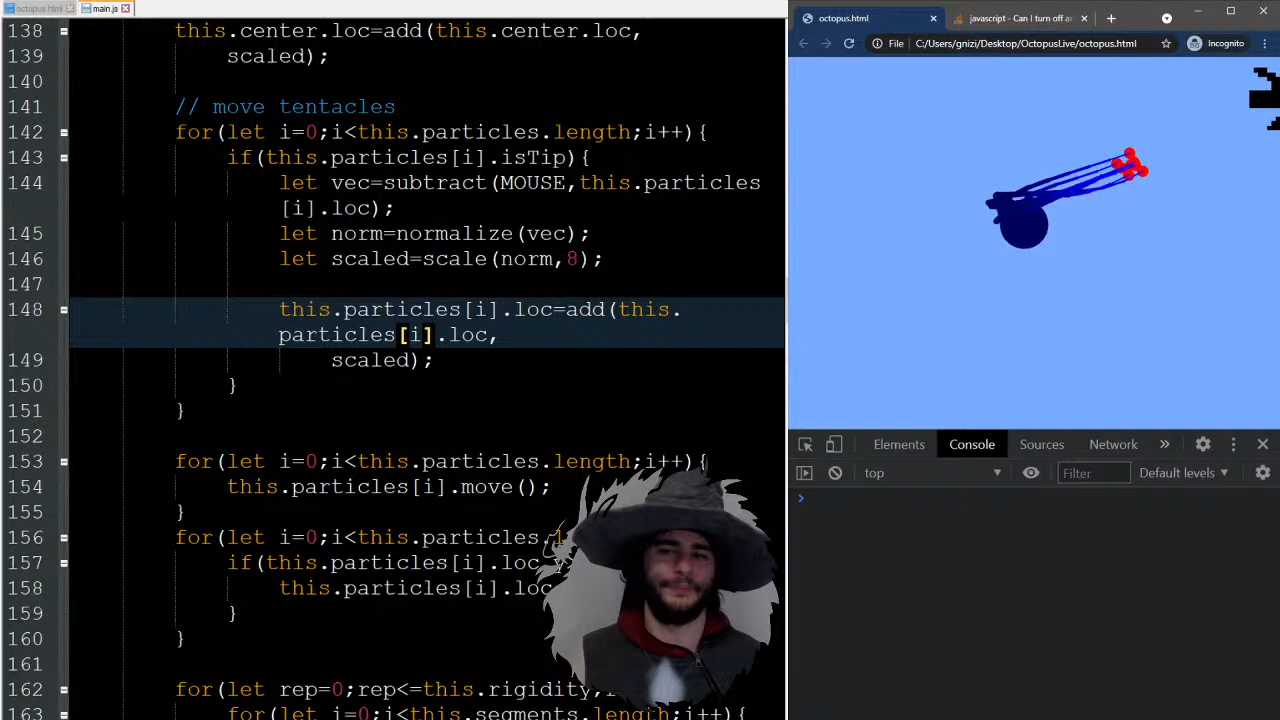 octopus.html
main.js
138 this.center.loc=add(this.center.loc,
139 scaled);
140
141 // move tentacles
142 for(let i=0;i<this.particles.length;i++){
143 if(this.particles[i].isTip){
144 let vec=subtract(MOUSE,this.particles
[i].loc);
145 let norm=normalize(vec);
146 let scaled=scale(norm,8);
147
148 this.particles[i].loc=add(this.
particles[i].loc,
149 scaled);
150 }
151 }
152
153 for(let i=0;i<this.particles.length;i++){
154 this.particles[i].move();
155 }
156 for(let i=0;i<this.particles.
157 if(this.particles[i].loc
158 this.particles[i].loc
159 }
160 }
161
162 for(let rep=0;rep<=this.rigidity,
163 for(let i=0;i<this.segments.length;i++){
octopus.html
javascript - Can I turn off ar
File
C:/Users/gnizi/Desktop/OctopusLive/octopus.html
Incognito
Elements Console Sources Network
top Filter Default levels